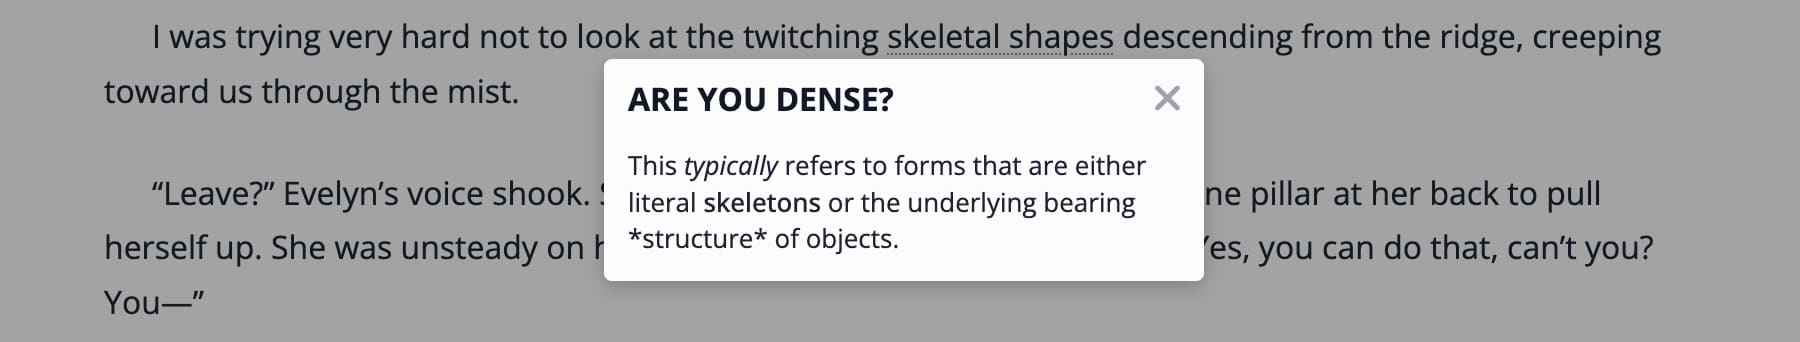 I was trying very hard not to look at the twitching skeletal shapes descending from the ridge, creeping
toward us through the mist.
ARE YOU DENSE?
This typically refers to forms that are either
literal skeletons or the underlying bearing
*structure* of objects.
“Leave?” Evelyn’s voice shook. ne pillar at her back to pull
herself up. She was unsteady on es, you can do that, can’t you?
You—”